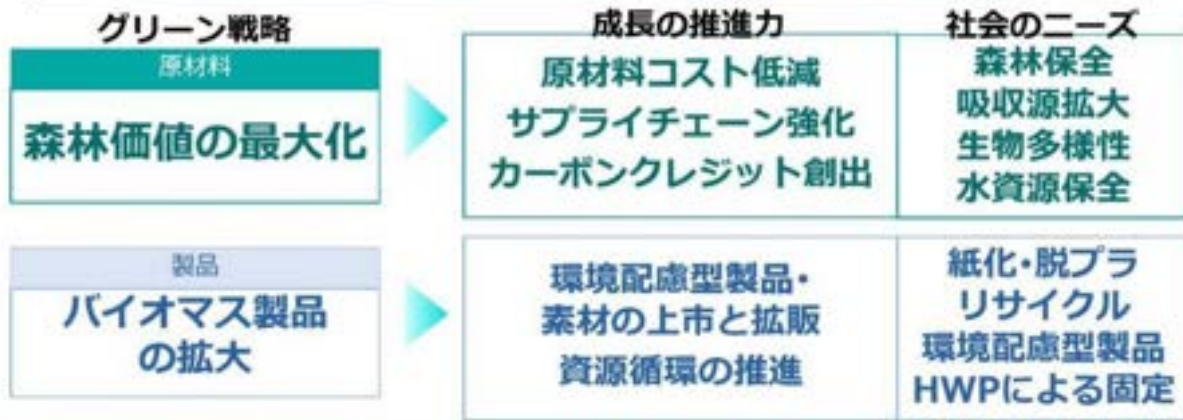 グリーン戦略
成長の推進力
社会のニーズ
原材料
森林価値の最大化
原材料コスト低減
サプライチェーン強化
カーボンクレジット創出
森林保全
吸収源拡大
生物多様性
水資源保全
製品
バイオマス製品
の拡大
環境配慮型製品・
素材の上市と拡販
資源循環の推進
紙化・脱プラ
リサイクル
環境配慮型製品
HWPによる固定